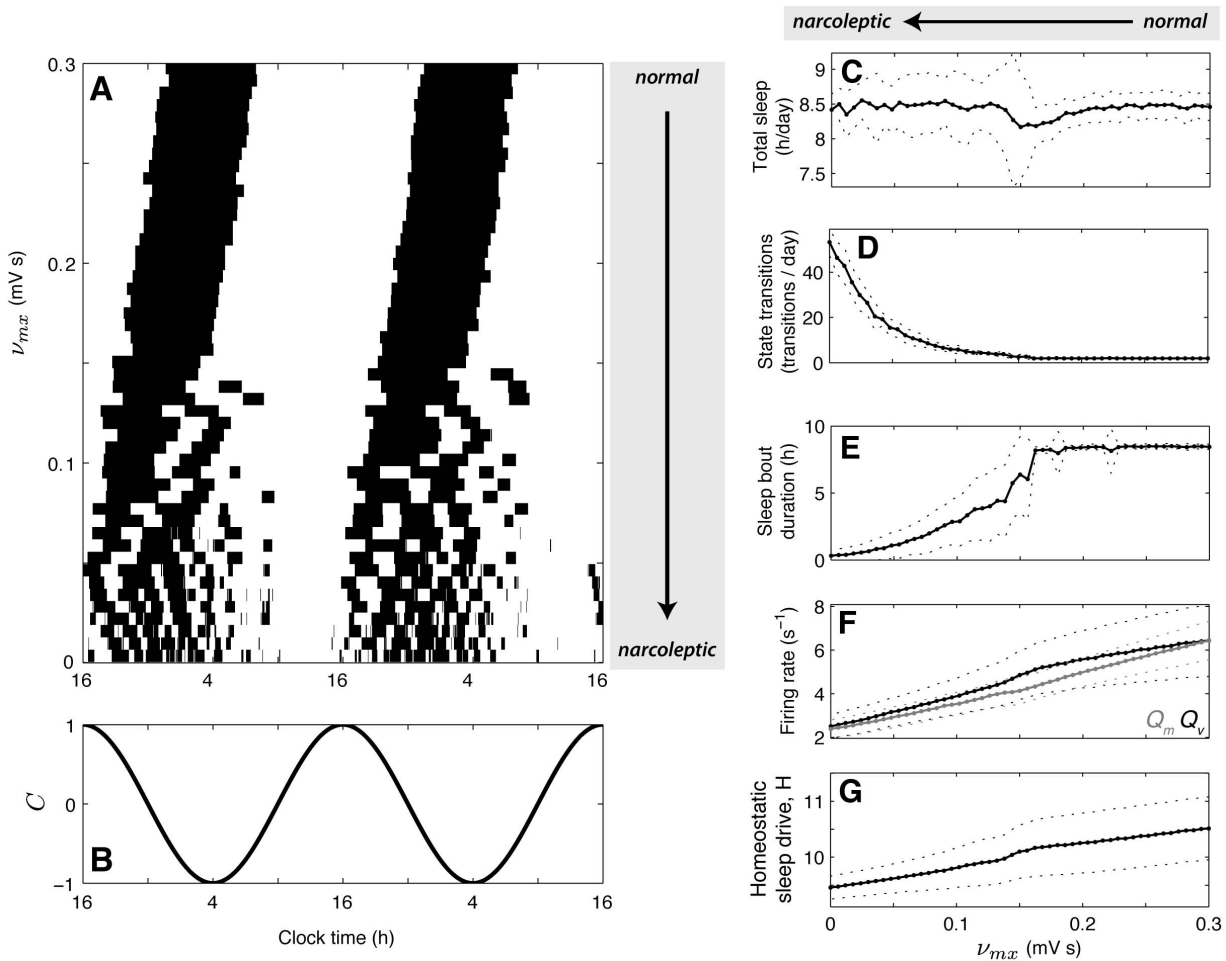 narcoleptic normal
A
0.3
0.2
0.1
0
ν_mx (mV s)
16 4 16 4 16
normal
narcoleptic
B
1
0
−1
C
16 4 16 4 16
Clock time (h)
C
9
8.5
8
7.5
Total sleep
(h/day)
D
40
20
0
State transitions
(transitions / day)
E
10
5
0
Sleep bout
duration (h)
F
8
6
4
2
Firing rate (s⁻¹)
Q_m Q_v
G
11
10
Homeostatic
sleep drive, H
0 0.1 0.2 0.3
ν_mx (mV s)